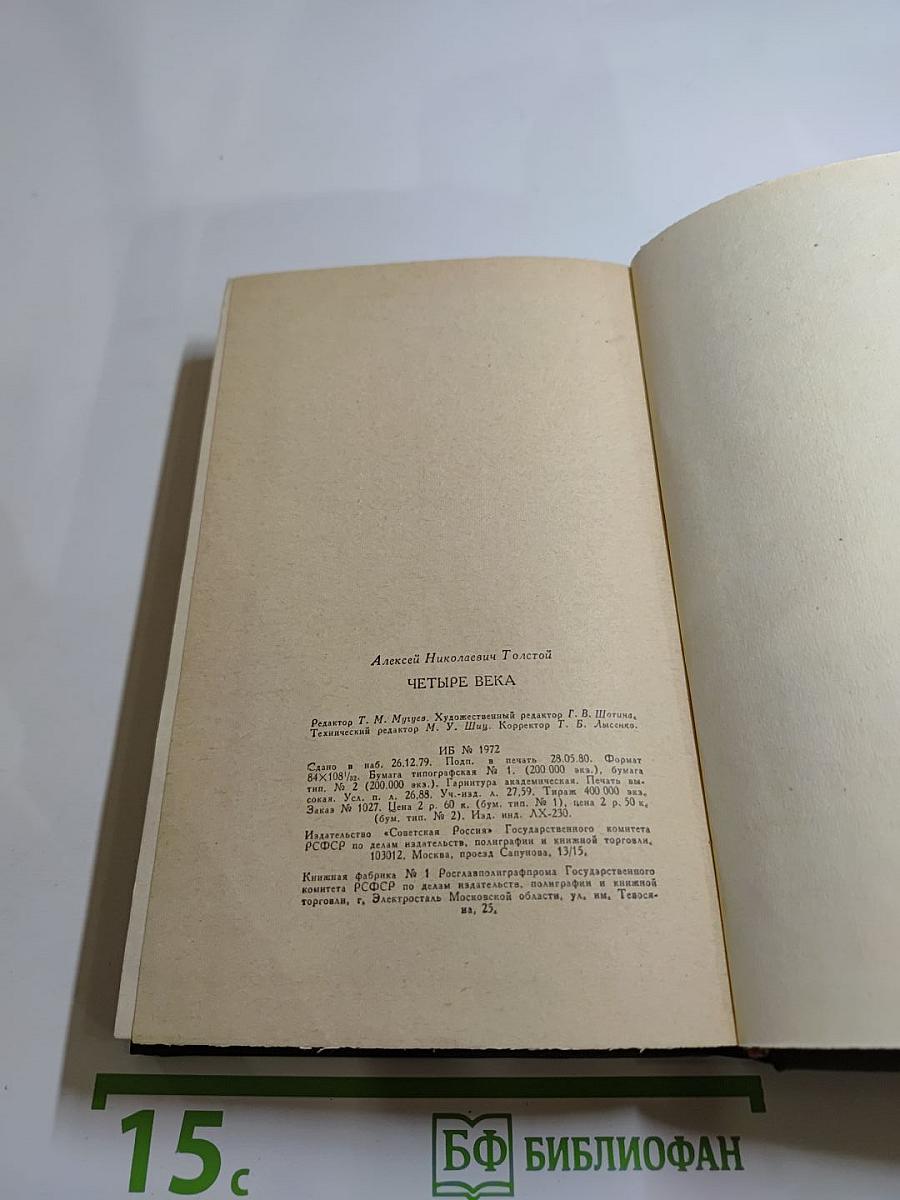 Алексей Николаевич Толстой
ЧЕТЫРЕ ВЕКА
Редактор Т. М. Мугуев. Художественный редактор Г. В. Шотина.
Технический редактор М. У. Шиц. Корректор Т. Б. Лысенко.
ИБ № 1972
Сдано в наб. 26.12.79. Подп. в печать 28.05.80. Формат
84×108¹/₃₂. Бумага типографская № 1. (200 000 экз.), бумага
тип. № 2 (200.000 экз.). Гарнитура академическая. Печать вы-
сокая. Усл. п. л. 26,88. Уч.-изд. л. 27,59. Тираж 400 000 экз.
Заказ № 1027. Цена 2 р. 60 к. (бум. тип. № 1), цена 2 р. 50 к.
(бум. тип. № 2). Изд. инд. ЛХ-230.
Издательство «Советская Россия» Государственного комитета
РСФСР по делам издательств, полиграфии и книжной торговли.
103012. Москва, проезд Сапунова, 13/15.
Книжная фабрика № 1 Росглавполиграфпрома Государственного
комитета РСФСР по делам издательств, полиграфии и книжной
торговли, г. Электросталь Московской области, ул. им. Тевося-
на, 25.
15 с
БФ БИБЛИОФАН